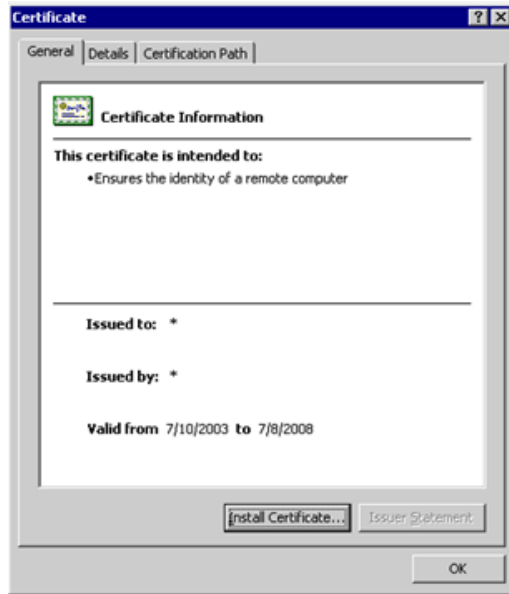 Certificate
General Details Certification Path
Certificate Information
This certificate is intended to:
•Ensures the identity of a remote computer
Issued to: *
Issued by: *
Valid from 7/10/2003 to 7/8/2008
Install Certificate... Issuer Statement
OK